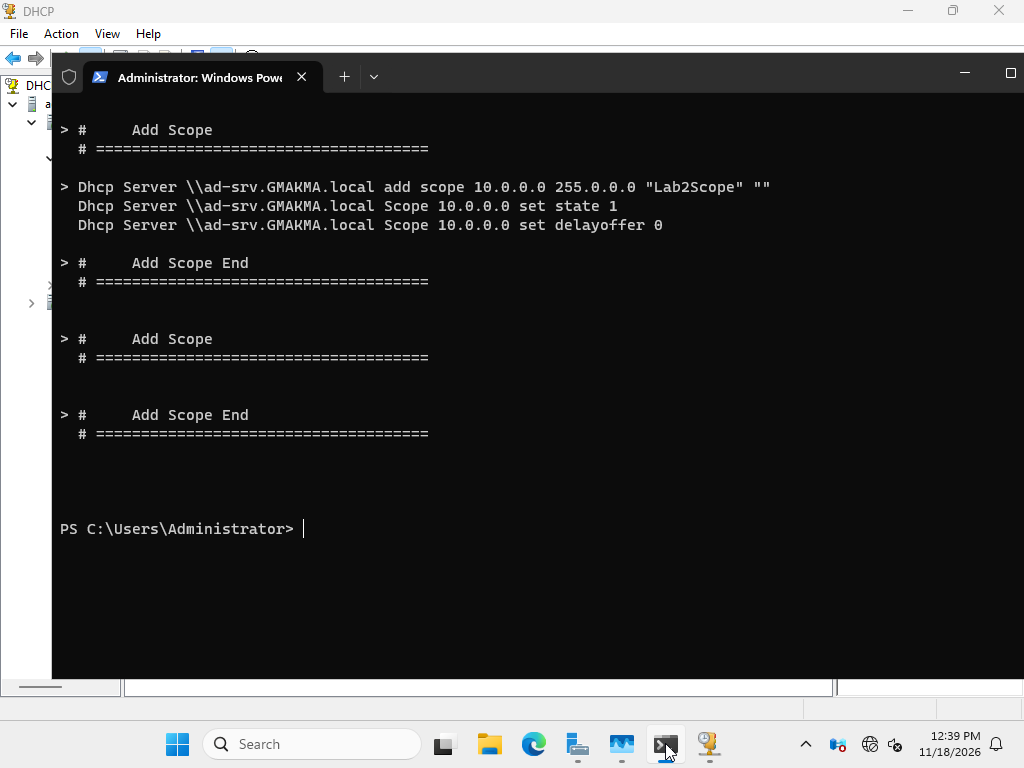 DHCP
File Action View Help
DHC
a
Administrator: Windows Powe
> #     Add Scope
# =====================================
> Dhcp Server \\ad-srv.GMAKMA.local add scope 10.0.0.0 255.0.0.0 "Lab2Scope" ""
Dhcp Server \\ad-srv.GMAKMA.local Scope 10.0.0.0 set state 1
Dhcp Server \\ad-srv.GMAKMA.local Scope 10.0.0.0 set delayoffer 0
> #     Add Scope End
# =====================================
> #     Add Scope
# =====================================
> #     Add Scope End
# =====================================
PS C:\Users\Administrator>
Search
12:39 PM
11/18/2026